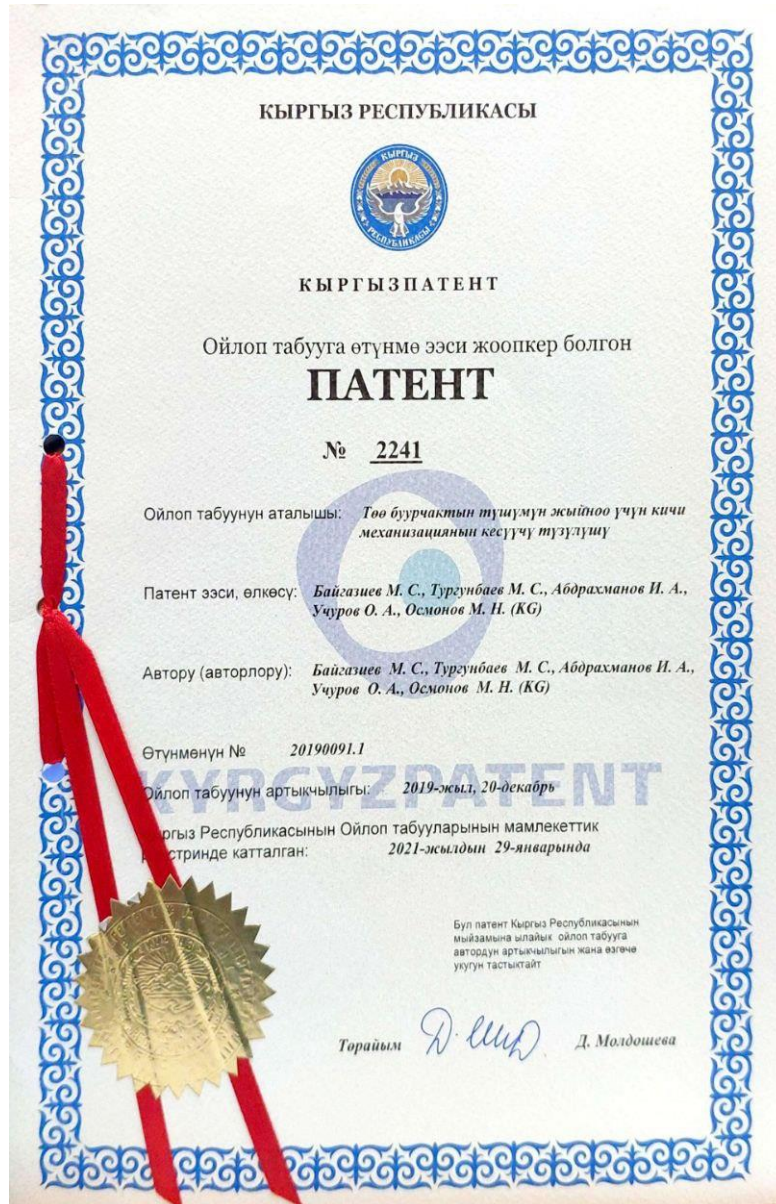 КЫРГЫЗ РЕСПУБЛИКАСЫ
КЫРГЫЗ
РЕСПУБЛИКАСЫ
КЫРГЫЗПАТЕНТ
Ойлоп табууга өтүнмө ээси жоопкер болгон
ПАТЕНТ
№ 2241
Ойлоп табуунун аталышы: Төө буурчактын түшүмүн жыйноо үчүн кичи
механизациянын кесүүчү түзүлүшү
Патент ээси, өлкөсү: Байгазиев М. С., Тургунбаев М. С., Абдрахманов И. А.,
Учуров О. А., Осмонов М. Н. (KG)
Автору (авторлору): Байгазиев М. С., Тургунбаев М. С., Абдрахманов И. А.,
Учуров О. А., Осмонов М. Н. (KG)
Өтүнмөнүн № 20190091.1
KYRGYZPATENT
Ойлоп табуунун артыкчылыгы: 2019-жыл, 20-декабрь
Республикасынын Ойлоп табууларынын мамлекеттик
катталган: 2021-жылдын 29-январында
Бул патент Кыргыз Республикасынын
мыйзамына ылайык ойлоп табууга
автордун артыкчылыгын жана өзгөчө
укугун тастыктайт
Төрайым Д. Молдошева